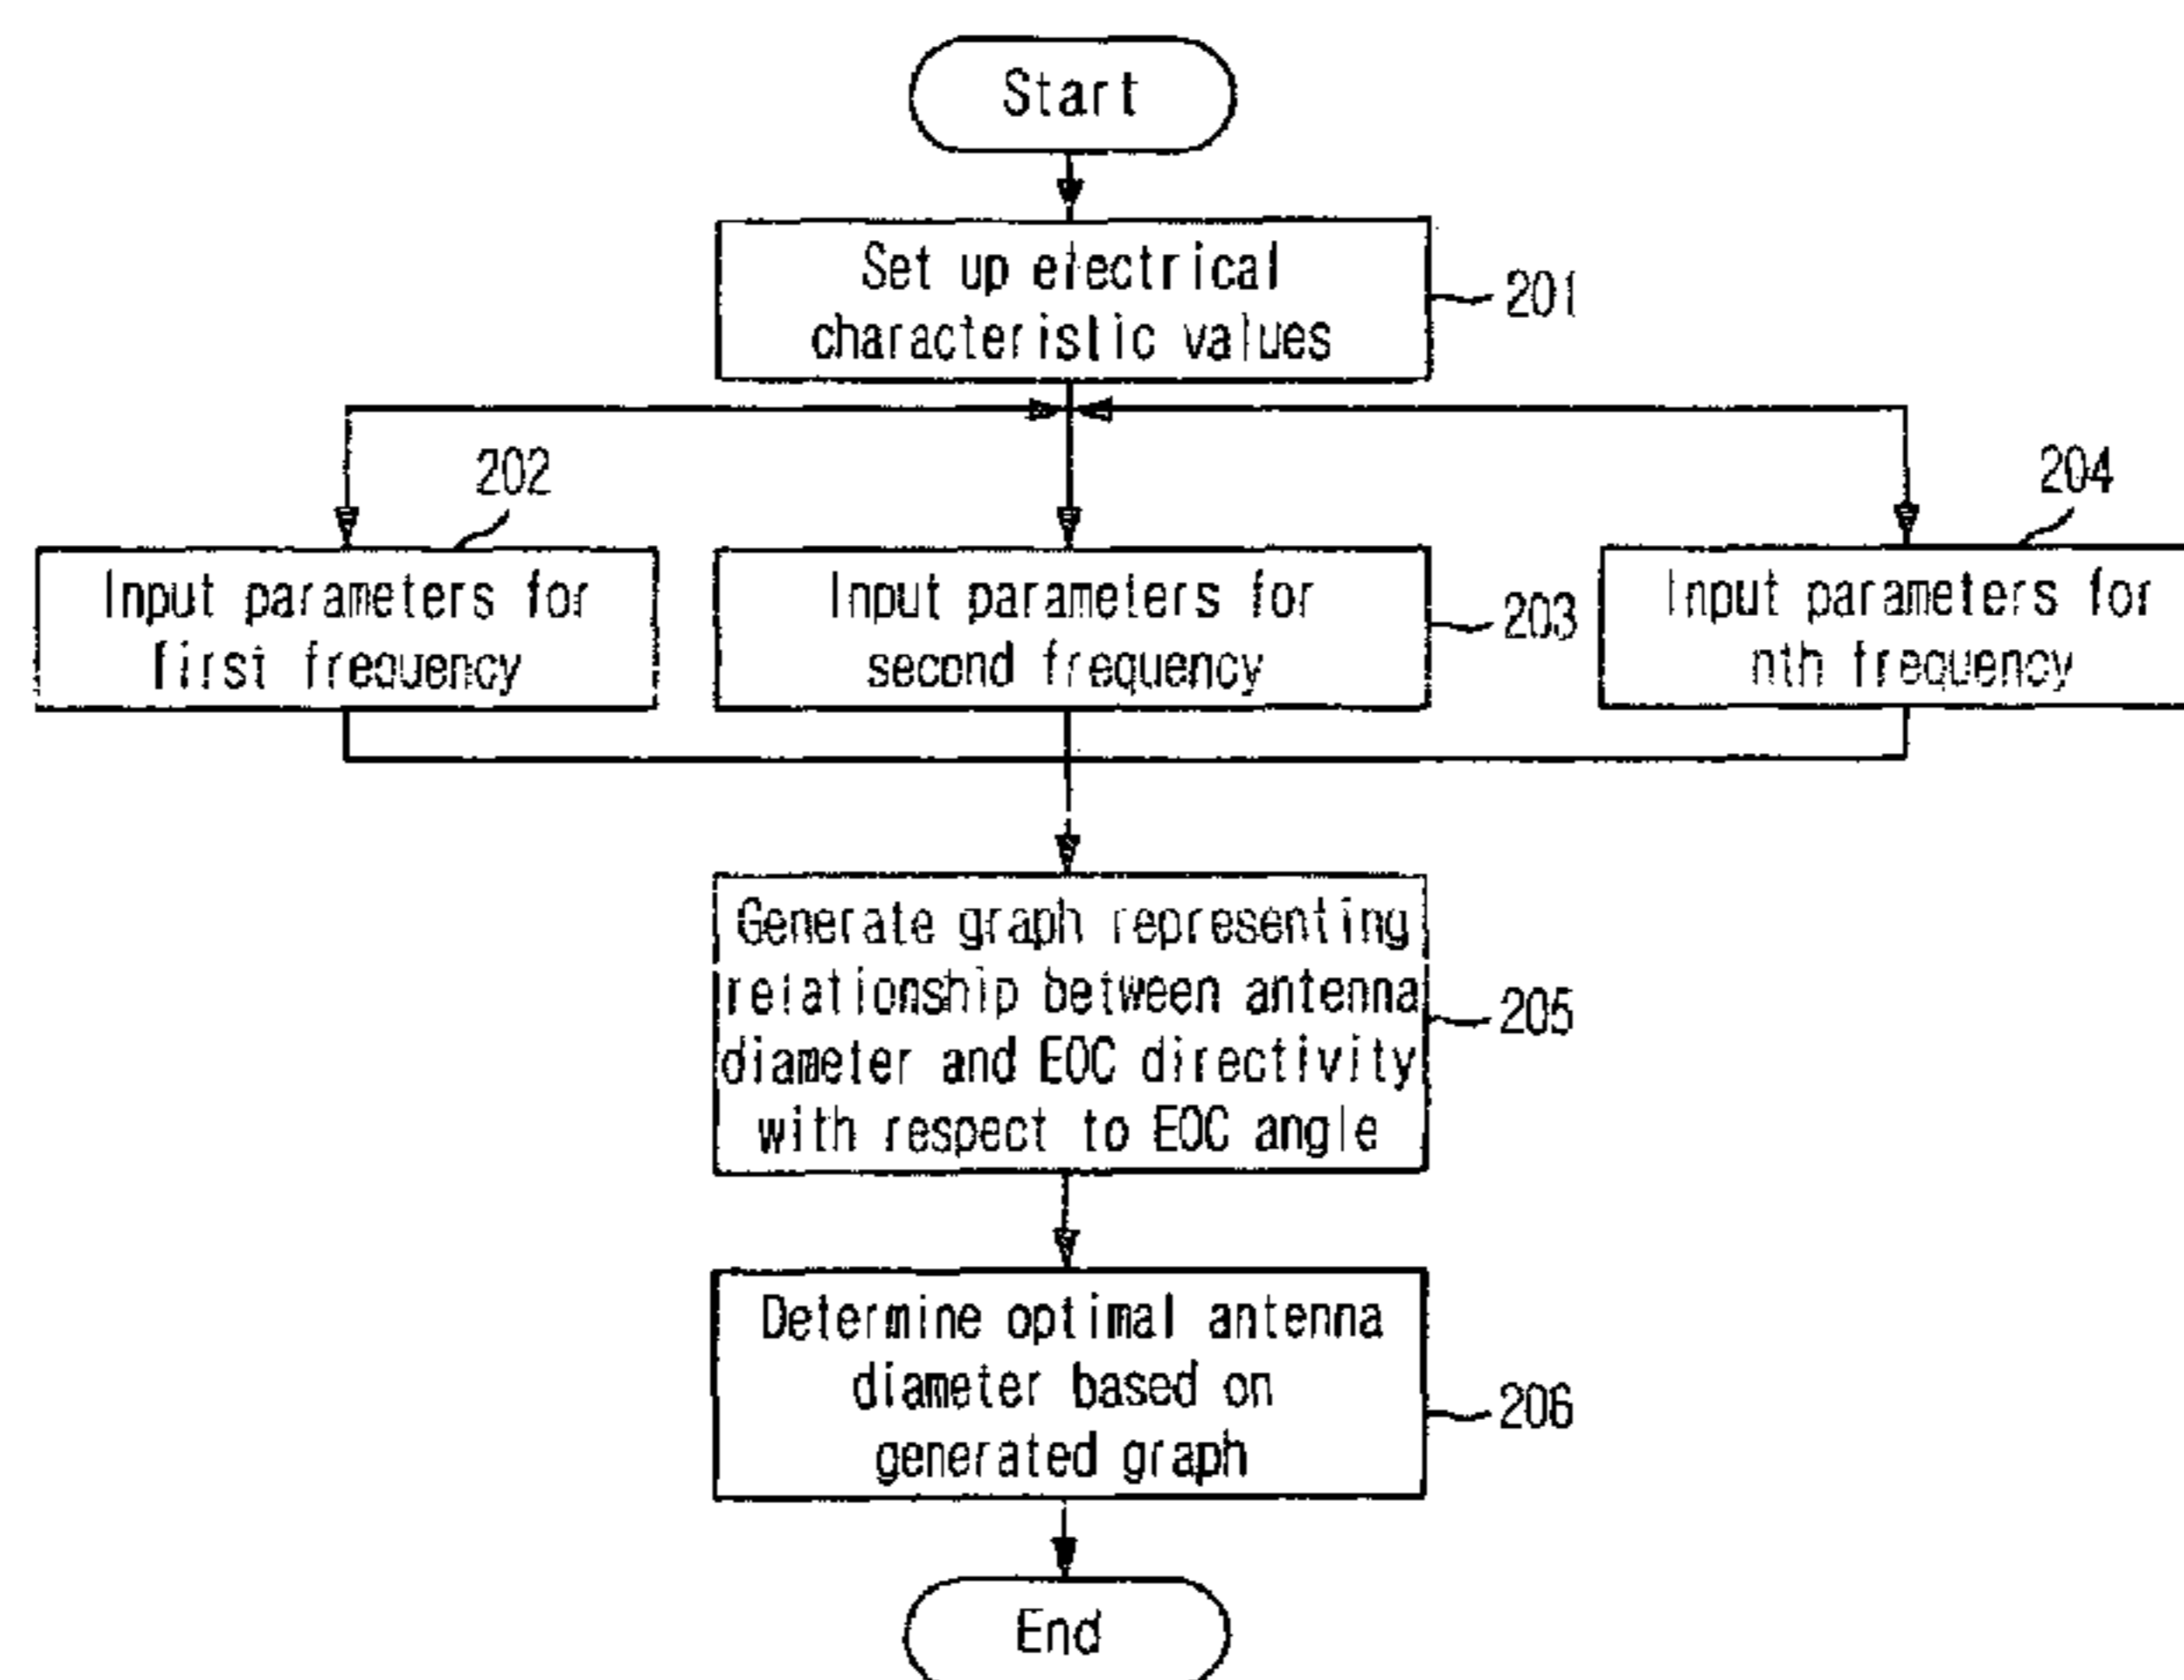 Start
Set up electrical
characteristic values
201
202
204
Input parameters for
first frequency
Input parameters for
second frequency
203
Input parameters for
nth frequency
Generate graph representing
relationship between antenna
diameter and EOC directivity
with respect to EOC angle
205
Determine optimal antenna
diameter based on
generated graph
206
End